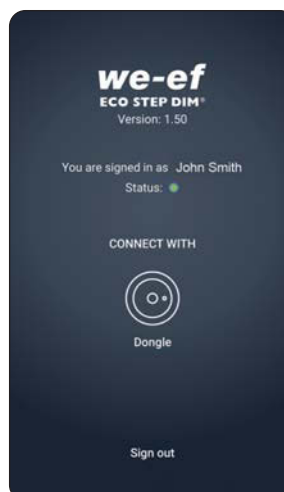 we-ef
ECO STEP DIM®
Version: 1.50
You are signed in as John Smith
Status:
CONNECT WITH
Dongle
Sign out